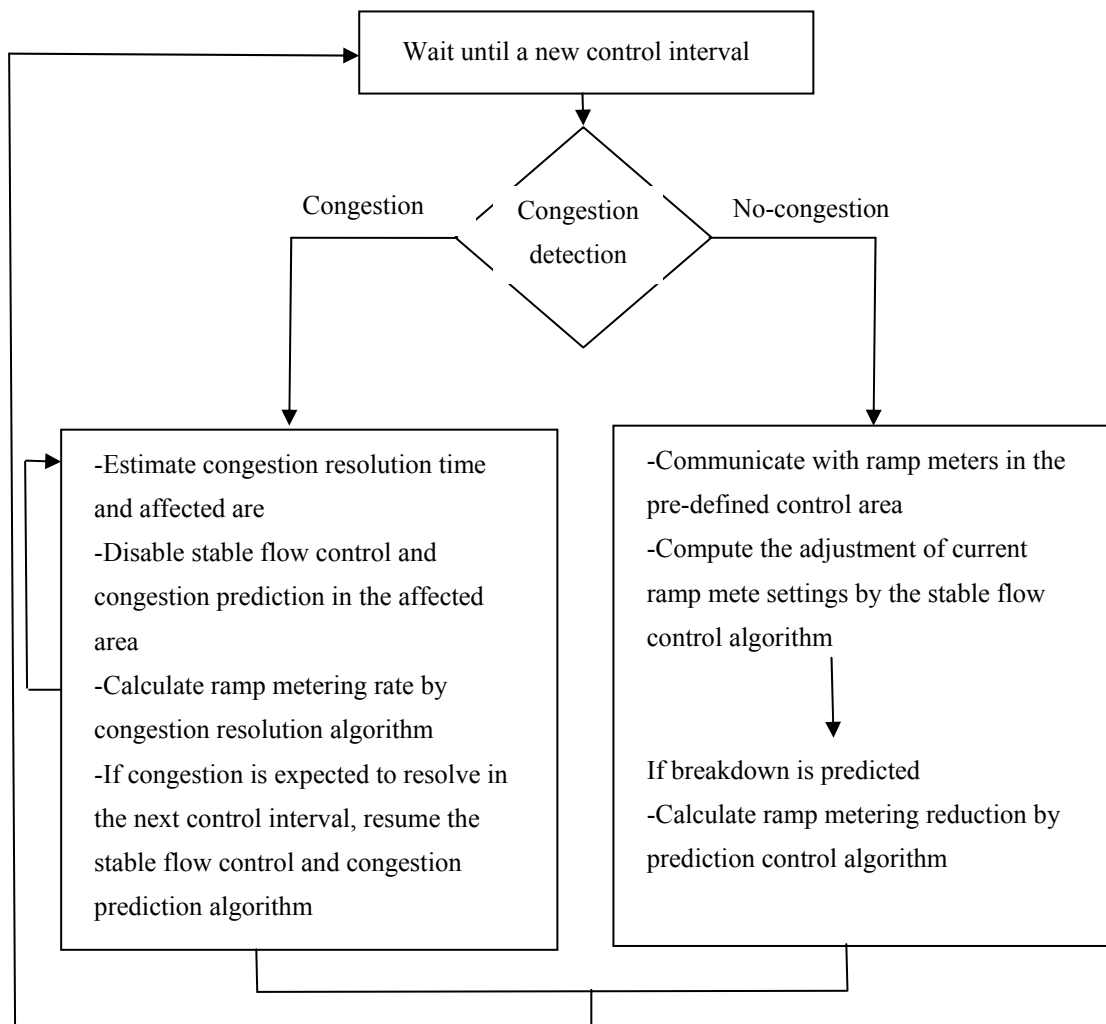 Wait until a new control interval
Congestion
Congestion
detection
No-congestion
-Estimate congestion resolution time
and affected are
-Disable stable flow control and
congestion prediction in the affected
area
-Calculate ramp metering rate by
congestion resolution algorithm
-If congestion is expected to resolve in
the next control interval, resume the
stable flow control and congestion
prediction algorithm
-Communicate with ramp meters in the
pre-defined control area
-Compute the adjustment of current
ramp mete settings by the stable flow
control algorithm
If breakdown is predicted
-Calculate ramp metering reduction by
prediction control algorithm